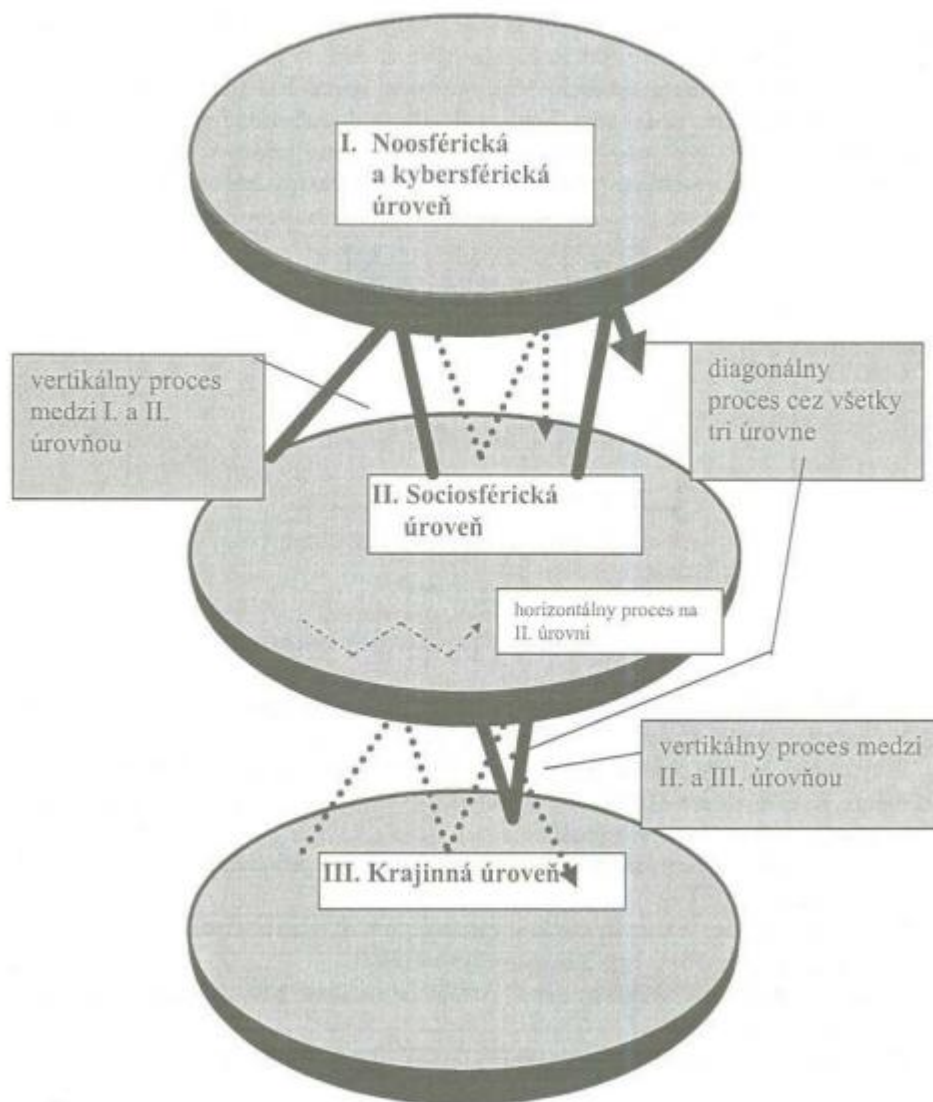 I. Noosférická
a kybersférická
úroveň
vertikálny proces
medzi I. a II.
úrovňou
diagonálny
proces cez všetky
tri úrovne
II. Sociosférická
úroveň
horizontálny proces na
II. úrovni
vertikálny proces medzi
II. a III. úrovňou
III. Krajinná úroveň